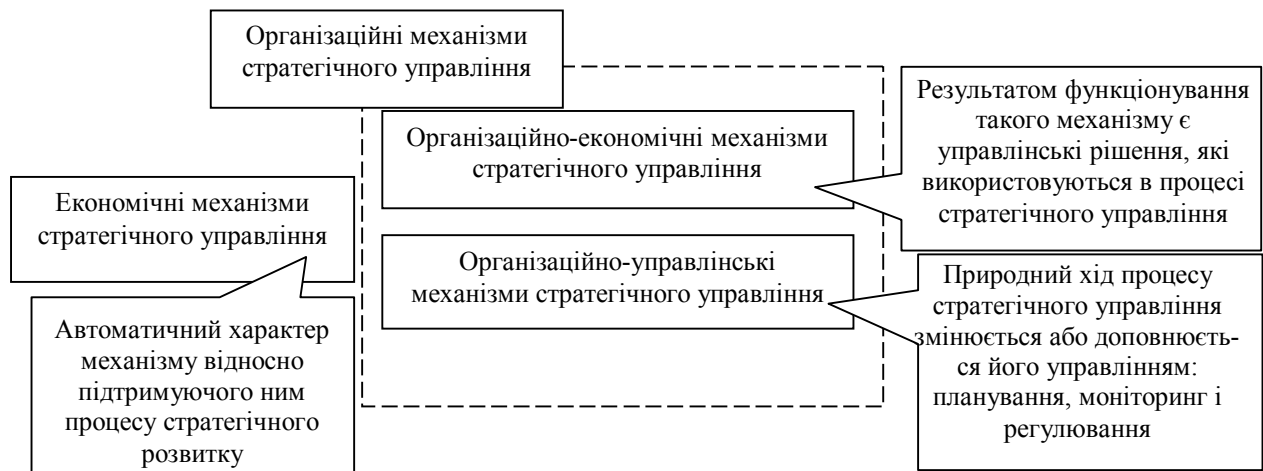 Організаційні механізми
стратегічного управління
Організаційно-економічні механізми
стратегічного управління
Результатом функціонування
такого механізму є
управлінські рішення, які
використовуються в процесі
стратегічного управління
Економічні механізми
стратегічного управління
Організаційно-управлінські
механізми стратегічного управління
Природний хід процесу
стратегічного управління
змінюється або доповнюєть-
ся його управлінням:
планування, моніторинг і
регулювання
Автоматичний характер
механізму відносно
підтримуючого ним
процесу стратегічного
розвитку